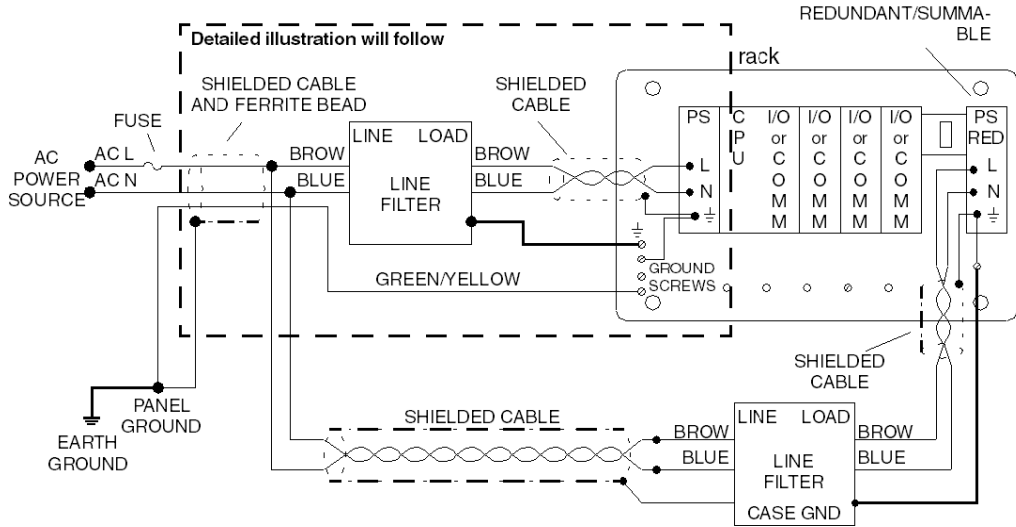 REDUNDANT/SUMMA-
BLE
Detailed illustration will follow
rack
SHIELDED CABLE
AND FERRITE BEAD
SHIELDED
CABLE
FUSE
AC
POWER
SOURCE
AC L
AC N
BROW
BLUE
LINE LOAD
LINE
FILTER
BROW
BLUE
PS
L
N
C
P
U
I/O
or
C
O
M
M
I/O
or
C
O
M
M
I/O
or
C
O
M
M
I/O
or
C
O
M
M
PS
RED
L
N
GREEN/YELLOW
GROUND
SCREWS
SHIELDED
CABLE
PANEL
GROUND
EARTH
GROUND
SHIELDED CABLE
BROW
BLUE
LINE LOAD
LINE
FILTER
CASE GND
BROW
BLUE